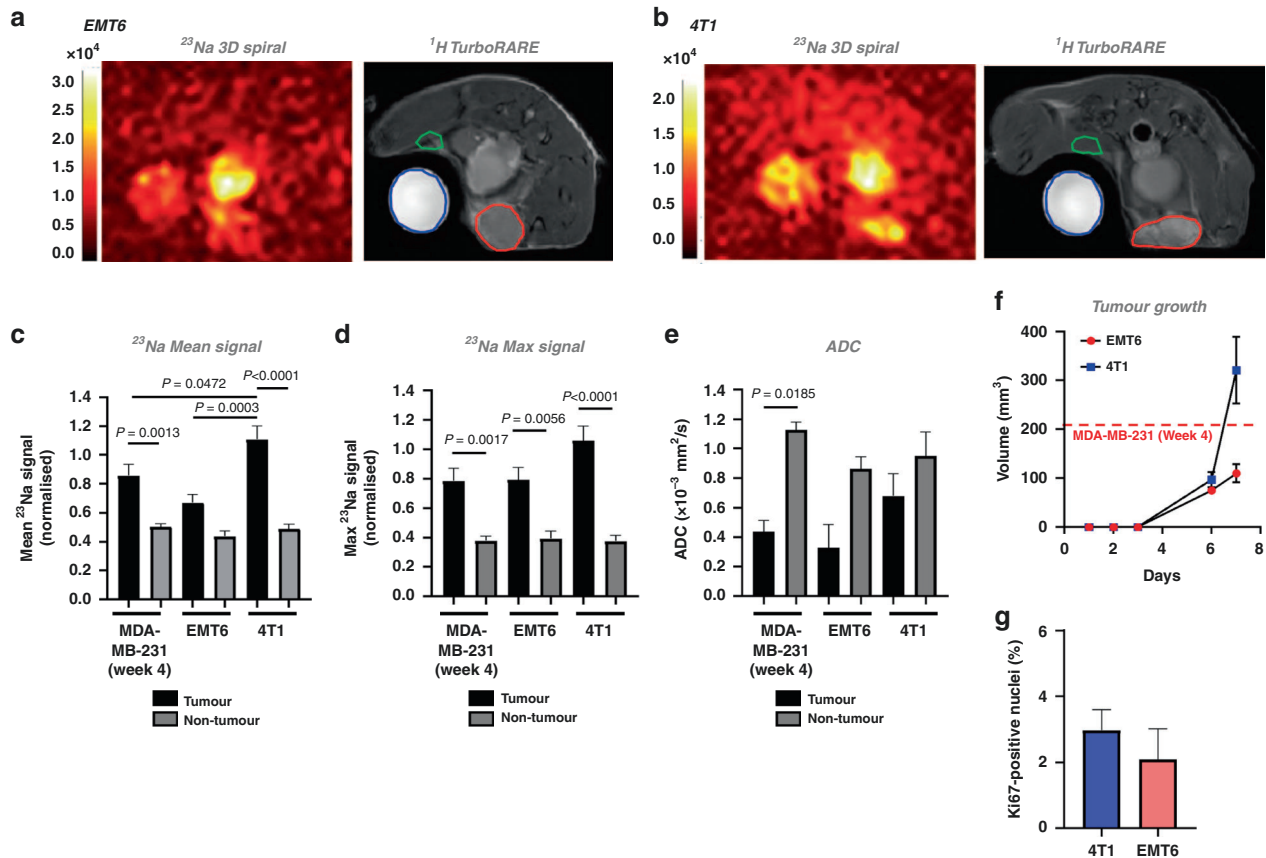 a
EMT6
²³Na 3D spiral
¹H TurboRARE
×10⁴
3.0
2.5
2.0
1.5
1.0
0.5
0.0
b
4T1
²³Na 3D spiral
¹H TurboRARE
×10⁴
2.0
1.5
1.0
0.5
0.0
c
²³Na Mean signal
P<0.0001
P = 0.0472
P = 0.0003
P = 0.0013
1.4
1.2
1.0
0.8
0.6
0.4
0.2
0.0
Mean ²³Na signal
(normalised)
MDA-
MB-231
(week 4)
EMT6
4T1
Tumour
Non-tumour
d
²³Na Max signal
P<0.0001
P = 0.0056
P = 0.0017
1.4
1.2
1.0
0.8
0.6
0.4
0.2
0.0
Max ²³Na signal
(normalised)
MDA-
MB-231
(week 4)
EMT6
4T1
Tumour
Non-tumour
e
ADC
P = 0.0185
1.4
1.2
1.0
0.8
0.6
0.4
0.2
0.0
ADC (×10⁻³ mm²/s)
MDA-
MB-231
(week 4)
EMT6
4T1
Tumour
Non-tumour
f
Tumour growth
400
300
200
100
0
Volume (mm³)
EMT6
4T1
MDA-MB-231 (Week 4)
0 2 4 6 8
Days
g
6
4
2
0
Ki67-positive nuclei (%)
4T1 EMT6